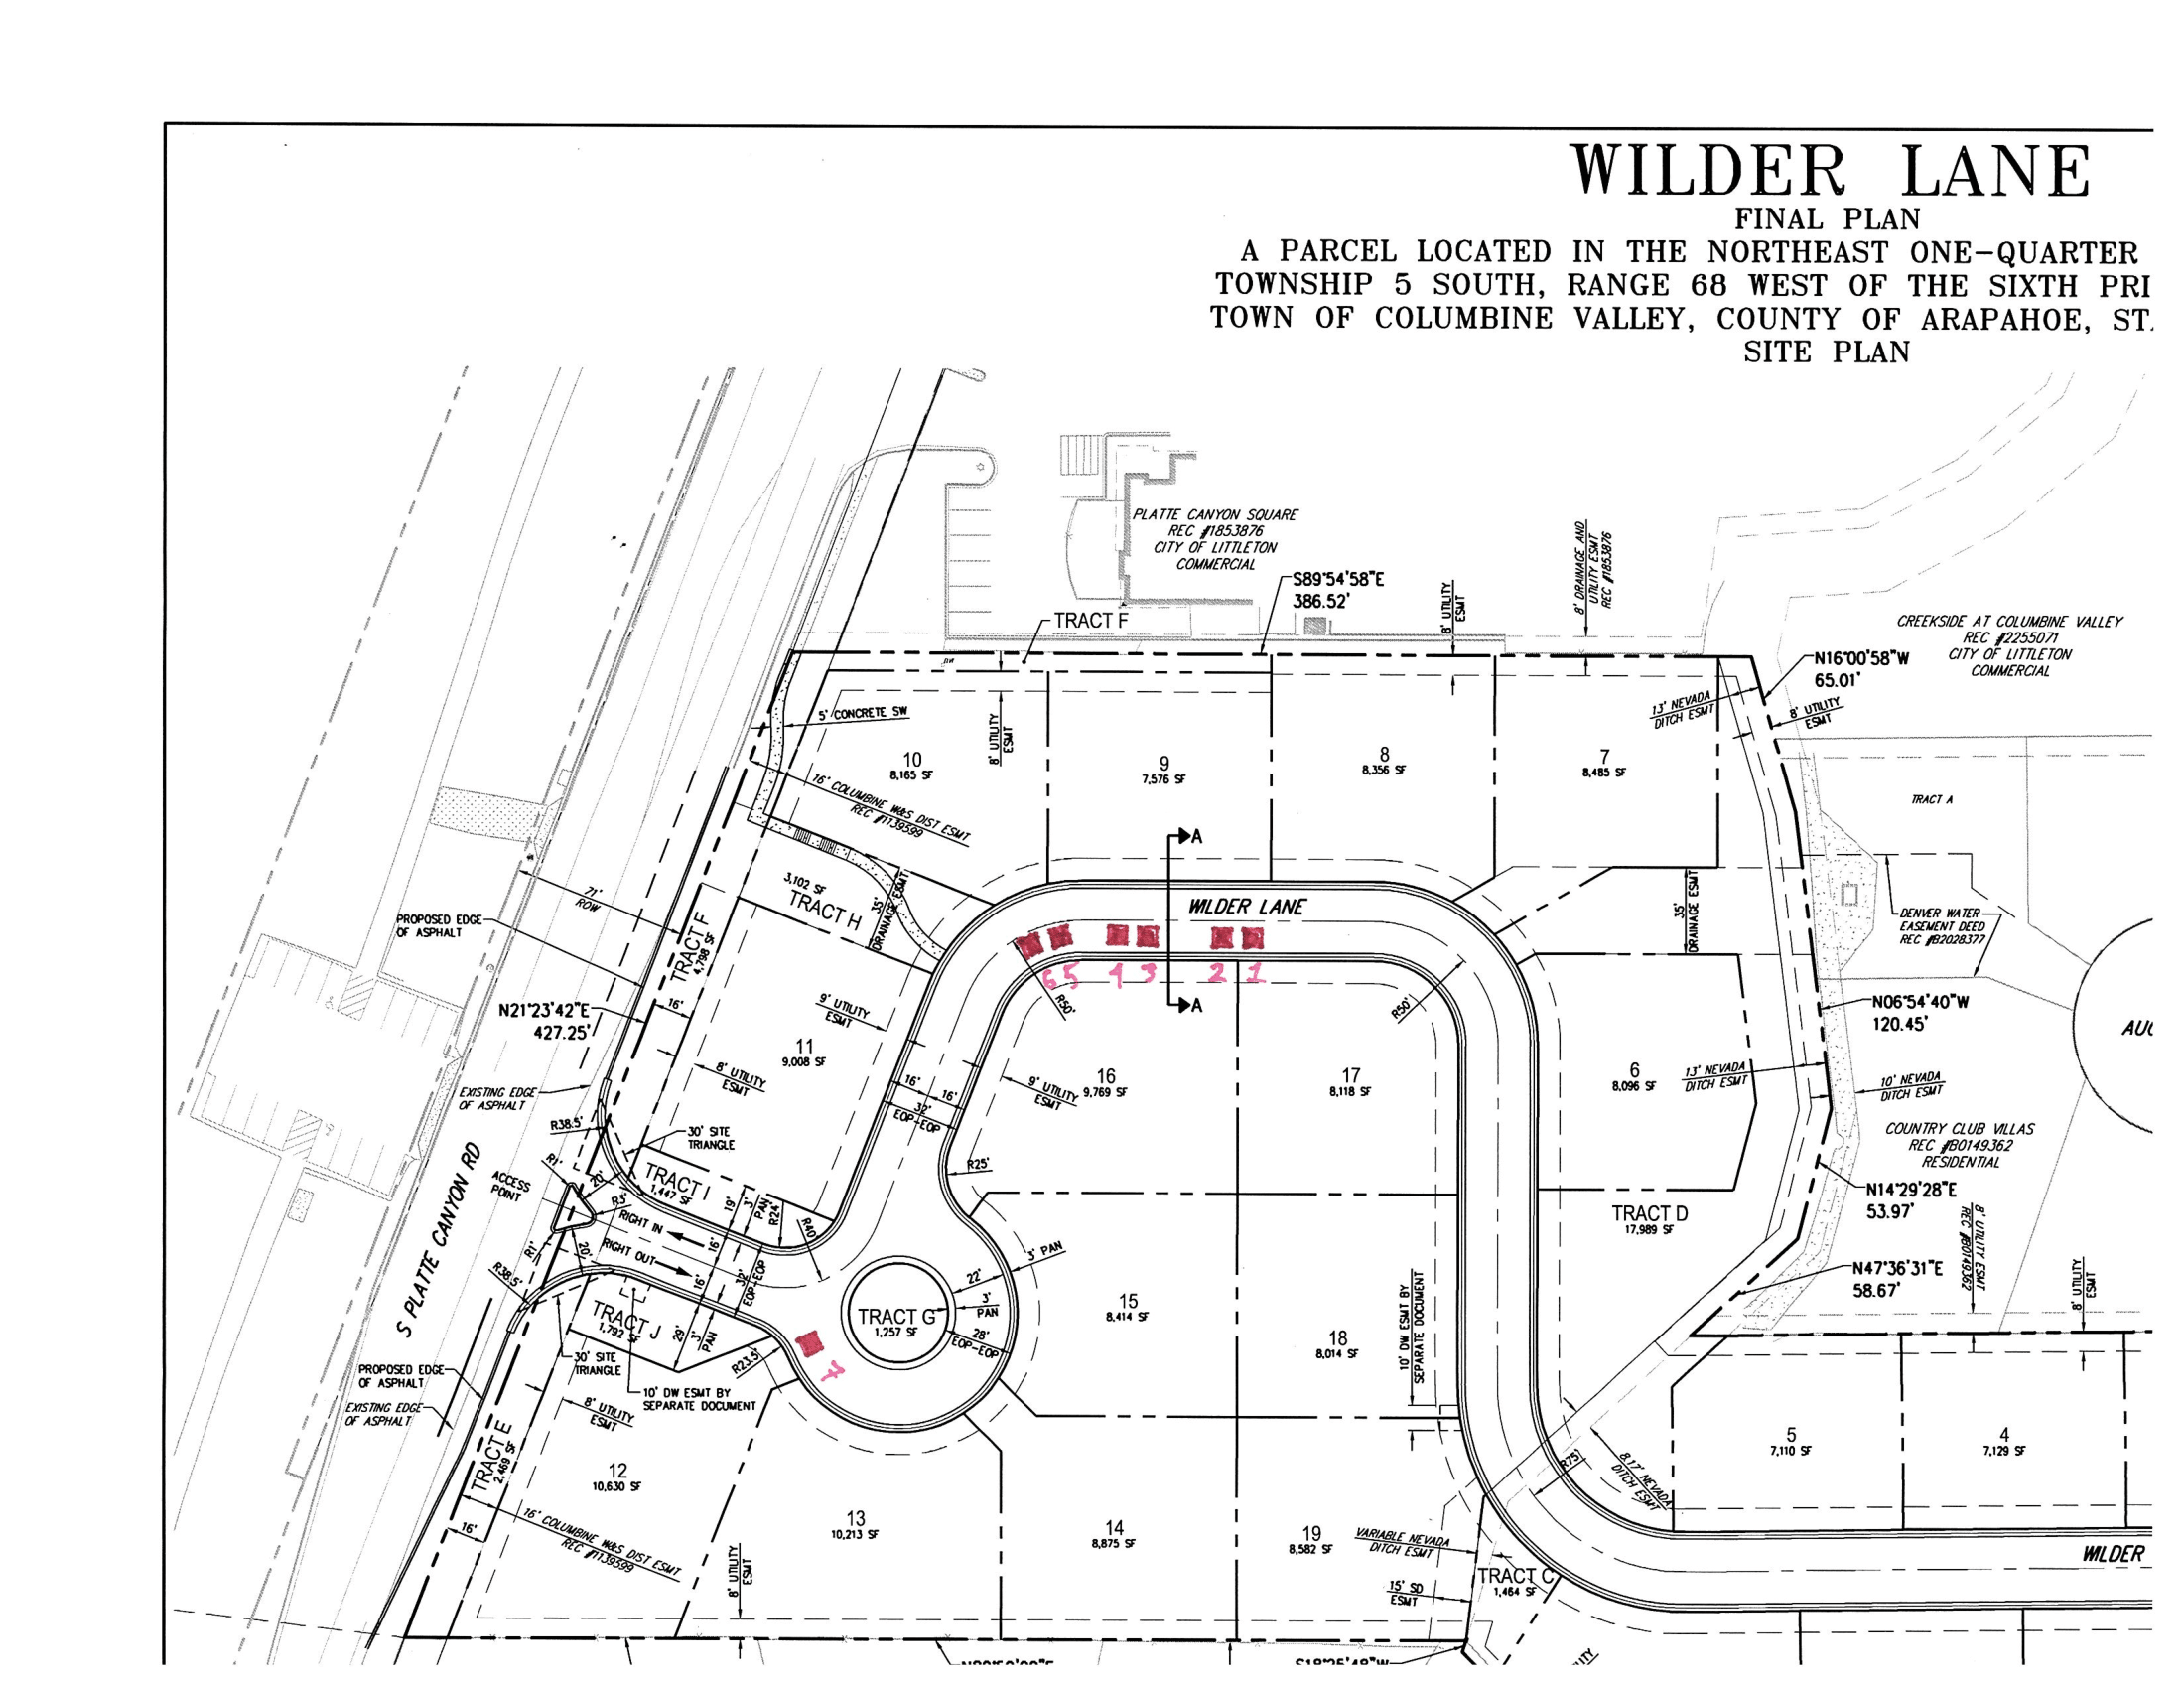 WILDER LANE
FINAL PLAN
A PARCEL LOCATED IN THE NORTHEAST ONE-QUARTER
TOWNSHIP 5 SOUTH, RANGE 68 WEST OF THE SIXTH PRI
TOWN OF COLUMBINE VALLEY, COUNTY OF ARAPAHOE, ST
SITE PLAN
PLATTE CANYON SQUARE
REC #1853876
CITY OF LITTLETON
COMMERCIAL
S89°54'58"E
386.52'
8' UTILITY
ESMT
8' DRAINAGE AND
UTILITY ESMT
REC #1853876
TRACT F
CREEKSIDE AT COLUMBINE VALLEY
REC #2255071
CITY OF LITTLETON
COMMERCIAL
N16°00'58"W
65.01'
13' NEVADA
DITCH ESMT
8' UTILITY
ESMT
5' CONCRETE SW
8' UTILITY
ESMT
10
8,165 SF
9
7,576 SF
8
8,356 SF
7
8,485 SF
16' COLUMBINE W&S DIST ESMT
REC #1139599
TRACT A
A
71'
ROW
3,102 SF
TRACT H
35'
DRAINAGE ESMT
WILDER LANE
35'
DRAINAGE ESMT
DENVER WATER
EASEMENT DEED
REC #B2028377
PROPOSED EDGE
OF ASPHALT
TRACT F
4,798 SF
6 5 4 3 2 1
R50'
A
R50'
N21°23'42"E
427.25'
16'
9' UTILITY
ESMT
N06°54'40"W
120.45'
AUG
11
9,008 SF
8' UTILITY
ESMT
16'
16'
32'
EOP-EOP
9' UTILITY
ESMT
16
9,769 SF
17
8,118 SF
6
8,096 SF
13' NEVADA
DITCH ESMT
10' NEVADA
DITCH ESMT
EXISTING EDGE
OF ASPHALT
R38.5'
30' SITE
TRIANGLE
COUNTRY CLUB VILLAS
REC #B0149362
RESIDENTIAL
S PLATTE CANYON RD
ACCESS
POINT
R1'
20'
R3'
TRACT I
1,447 SF
19'
3'
PAN
R24'
R40'
R25'
N14°29'28"E
53.97'
TRACT D
17,989 SF
8' UTILITY ESMT
REC #B0149362
RIGHT IN
RIGHT OUT
16'
16'
32'
EOP-EOP
R1'
20'
R38.5'
3' PAN
22'
3'
PAN
28'
EOP-EOP
TRACT G
1,257 SF
N47°36'31"E
58.67'
8' UTILITY
ESMT
TRACT J
1,792 SF
29'
3'
PAN
R23.5'
7
15
8,414 SF
18
8,014 SF
10' DW ESMT BY
SEPARATE DOCUMENT
30' SITE
TRIANGLE
10' DW ESMT BY
SEPARATE DOCUMENT
PROPOSED EDGE
OF ASPHALT
EXISTING EDGE
OF ASPHALT
8' UTILITY
ESMT
TRACT E
2,469 SF
12
10,630 SF
5
7,110 SF
4
7,129 SF
R75'
8.17' NEVADA
DITCH ESMT
16'
16' COLUMBINE W&S DIST ESMT
REC #1139599
13
10,213 SF
14
8,875 SF
19
8,582 SF
VARIABLE NEVADA
DITCH ESMT
WILDER
8' UTILITY
ESMT
15' SD
ESMT
TRACT C
1,464 SF